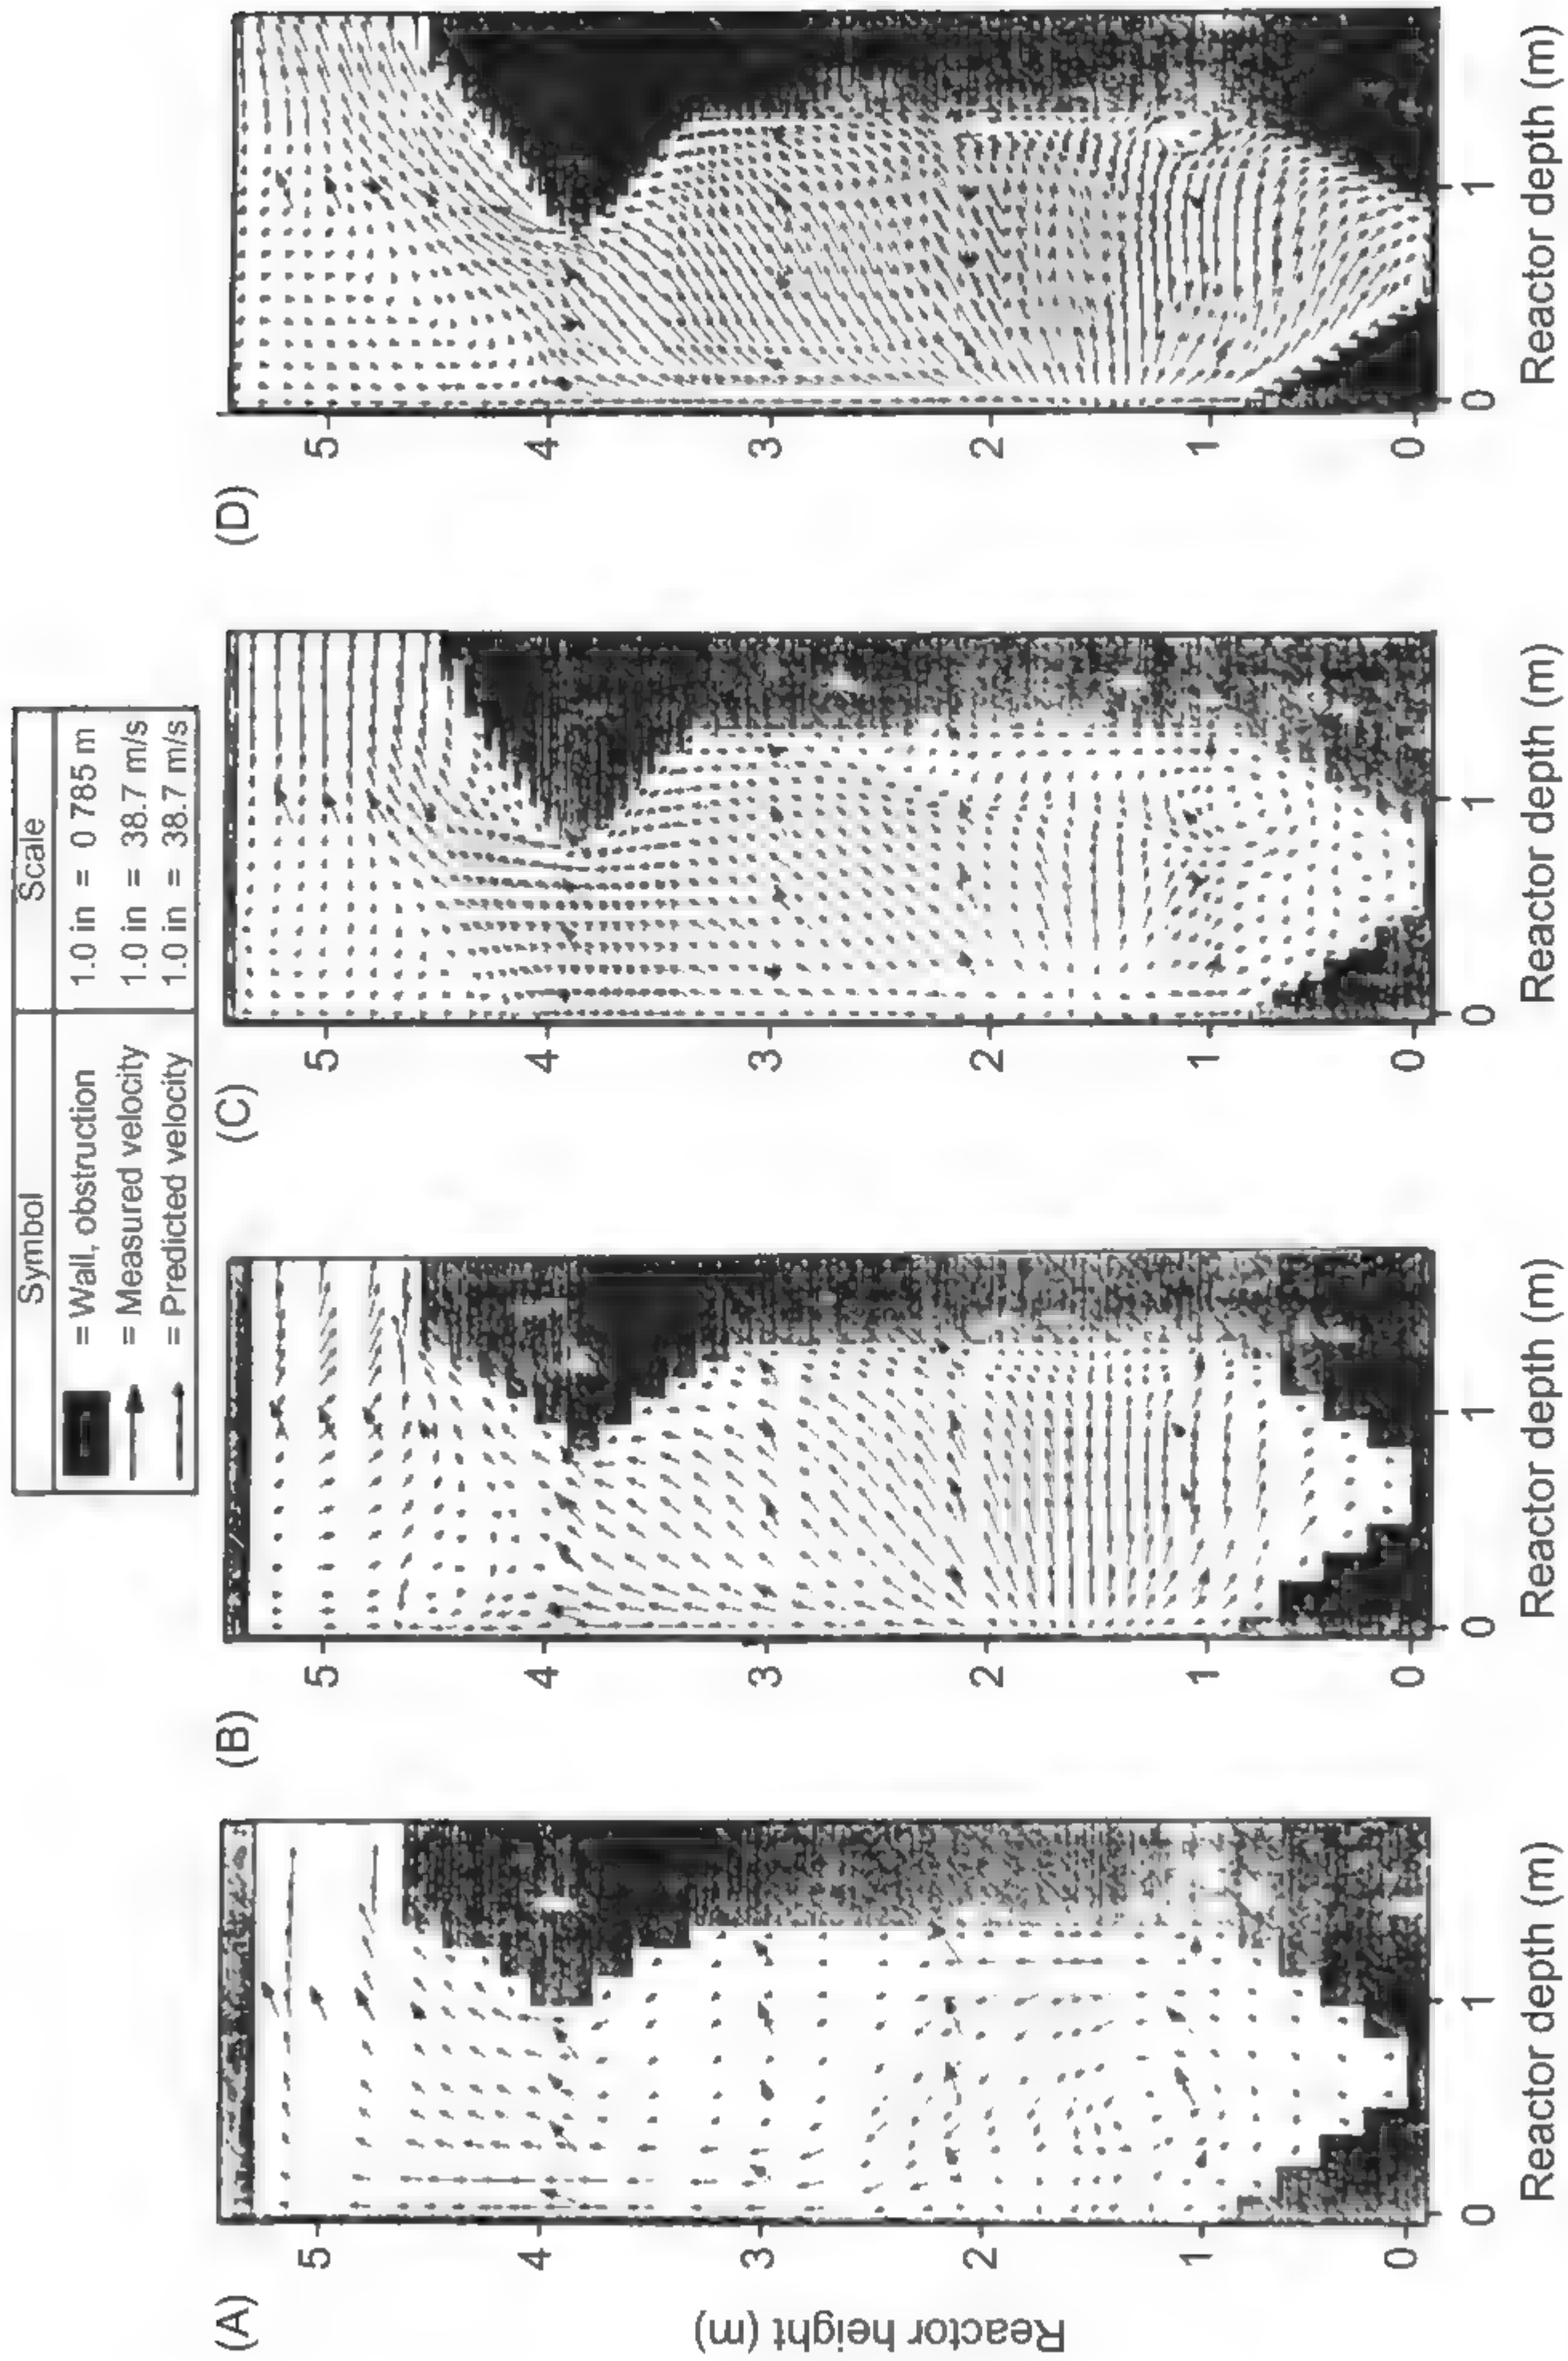 Symbol Scale
= Wall, obstruction 1.0 in = 0 785 m
= Measured velocity 1.0 in = 38.7 m/s
= Predicted velocity 1.0 in = 38.7 m/s
(A)
Reactor height (m)
5
4
3
2
1
0
0 1
Reactor depth (m)
(B)
5
4
3
2
1
0
0 1
Reactor depth (m)
(C)
5
4
3
2
1
0
0 1
Reactor depth (m)
(D)
5
4
3
2
1
0
0 1
Reactor depth (m)